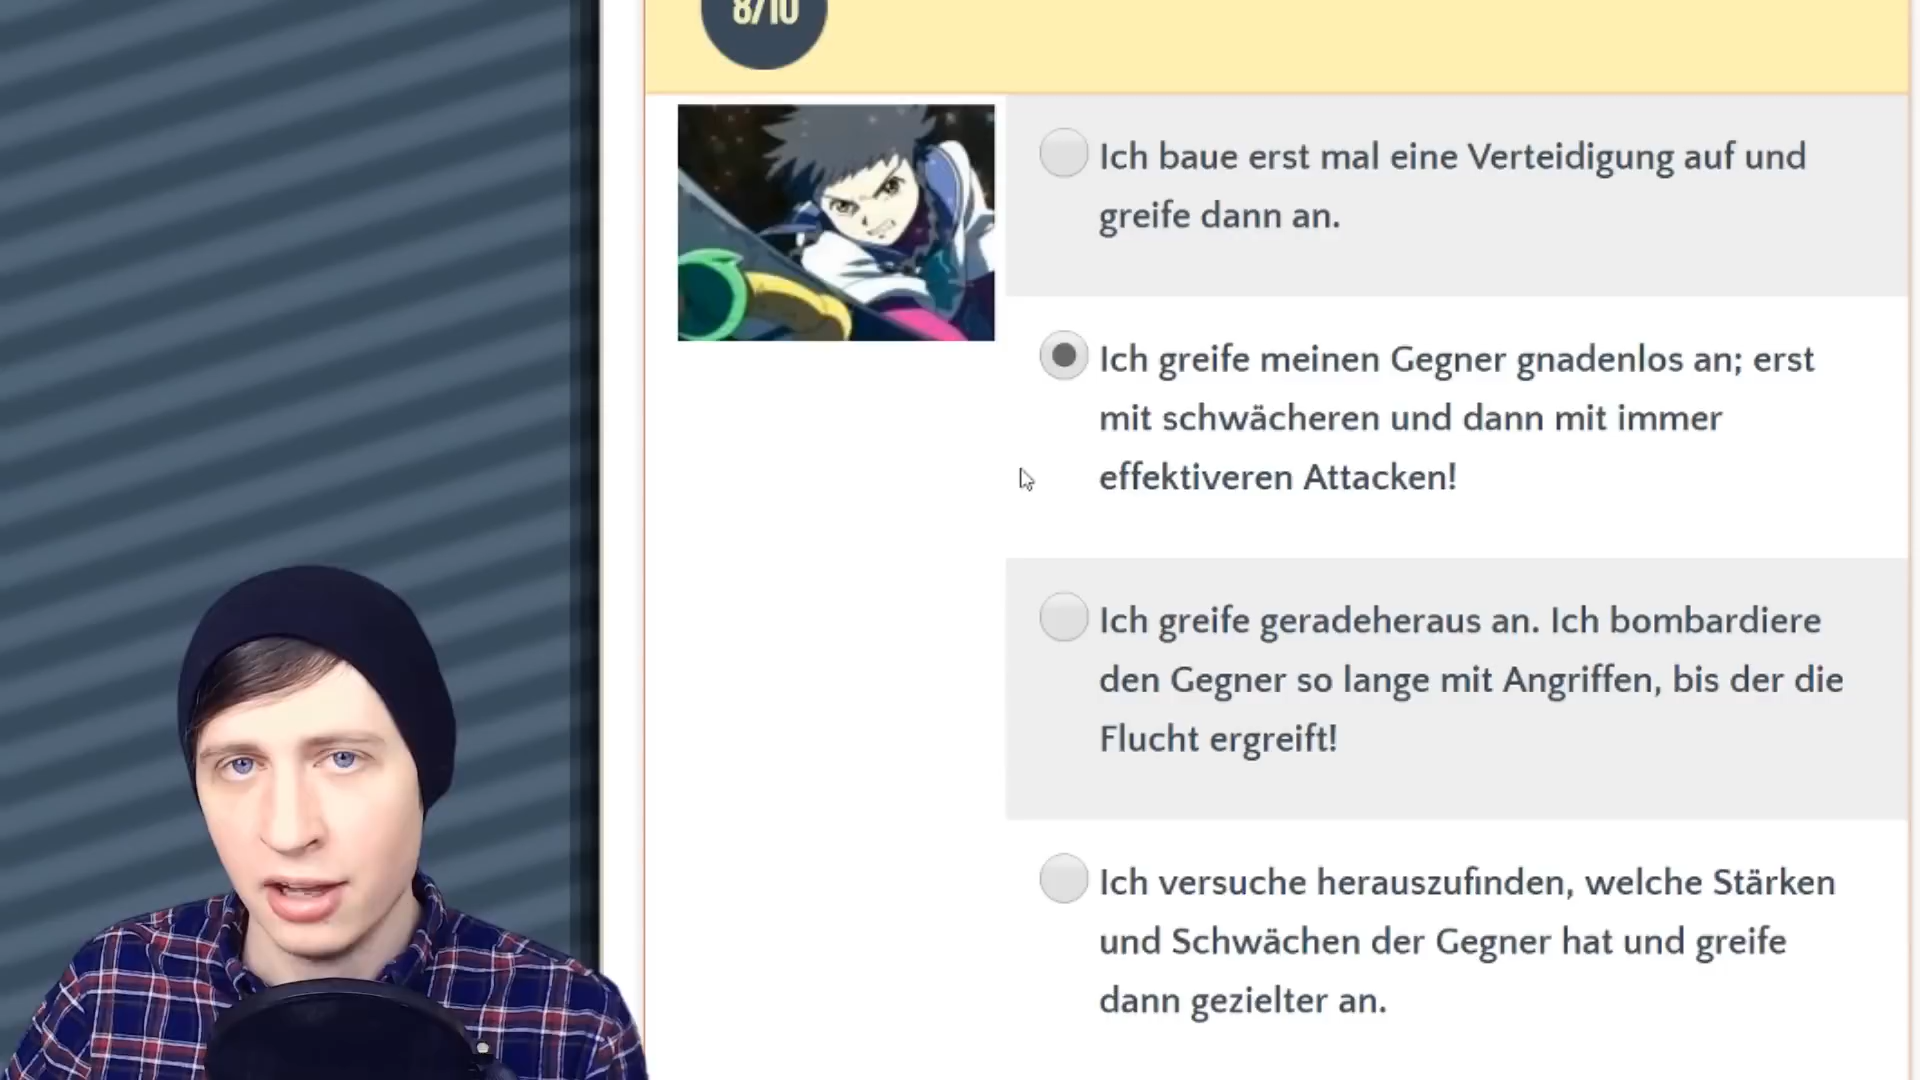 8/10
Ich baue erst mal eine Verteidigung auf und
greife dann an.
Ich greife meinen Gegner gnadenlos an; erst
mit schwächeren und dann mit immer
effektiveren Attacken!
Ich greife geradeheraus an. Ich bombardiere
den Gegner so lange mit Angriffen, bis der die
Flucht ergreift!
Ich versuche herauszufinden, welche Stärken
und Schwächen der Gegner hat und greife
dann gezielter an.